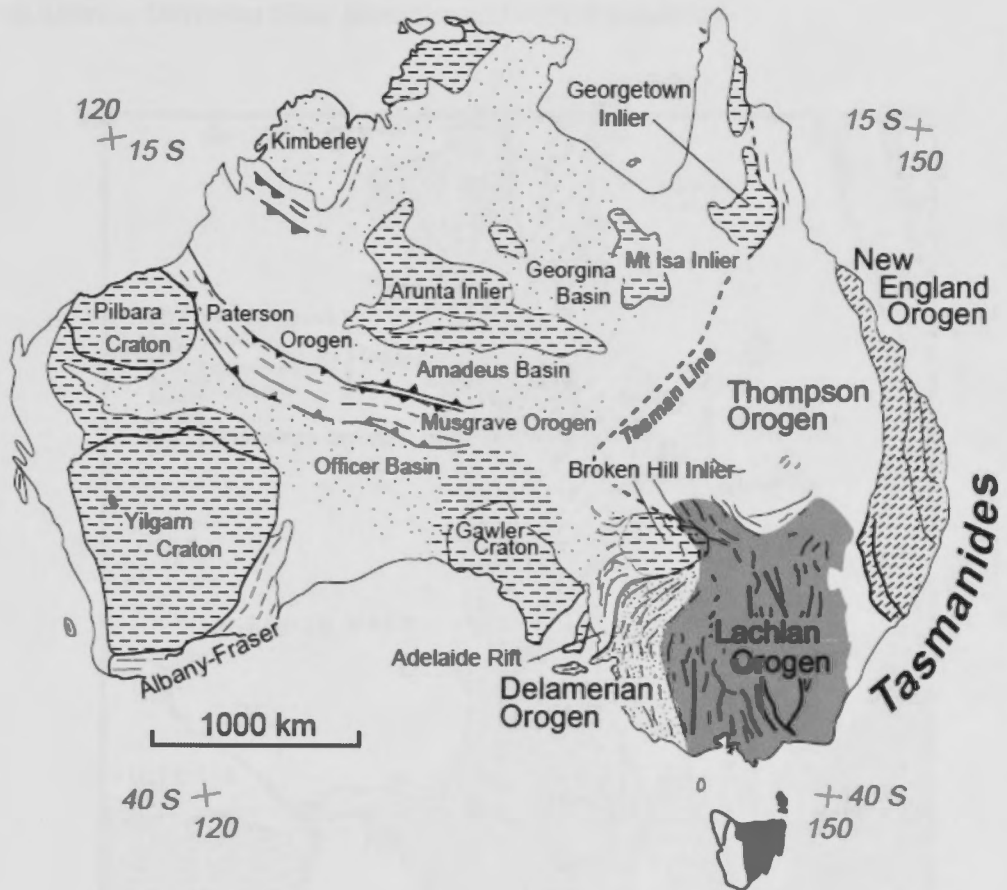 120
15 S
Georgetown
Inlier
15 S
150
Kimberley
New
England
Orogen
Georgina
Basin
Mt Isa Inlier
Arunta Inlier
Pilbara
Craton
Paterson
Orogen
Amadeus Basin
Tasman Line
Thompson
Orogen
Musgrave Orogen
Officer Basin
Broken Hill Inlier
Yilgarn
Craton
Gawler
Craton
Lachlan
Orogen
Tasmanides
Albany-Fraser
Adelaide Rift
Delamerian
Orogen
1000 km
40 S
120
40 S
150